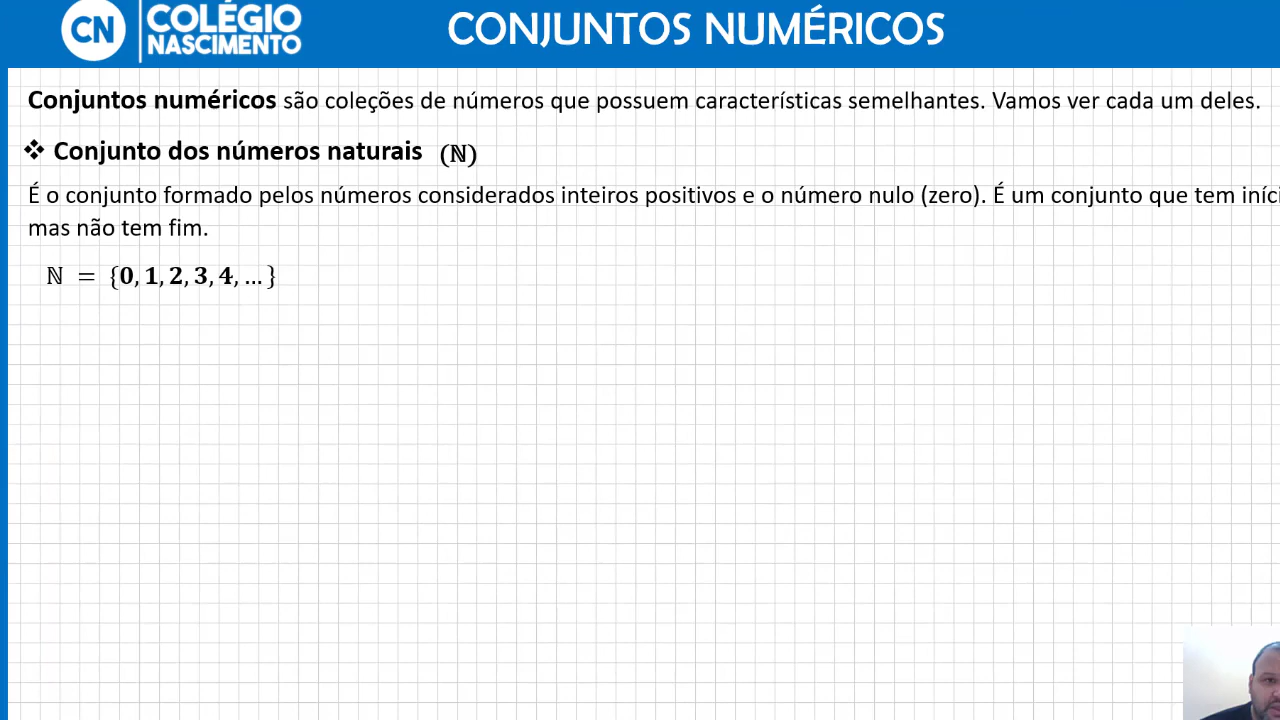 CN COLÉGIO NASCIMENTO
CONJUNTOS NUMÉRICOS
Conjuntos numéricos são coleções de números que possuem características semelhantes. Vamos ver cada um deles.
❖ Conjunto dos números naturais (ℕ)
É o conjunto formado pelos números considerados inteiros positivos e o número nulo (zero). É um conjunto que tem iníci
mas não tem fim.
ℕ = {0, 1, 2, 3, 4, ... }